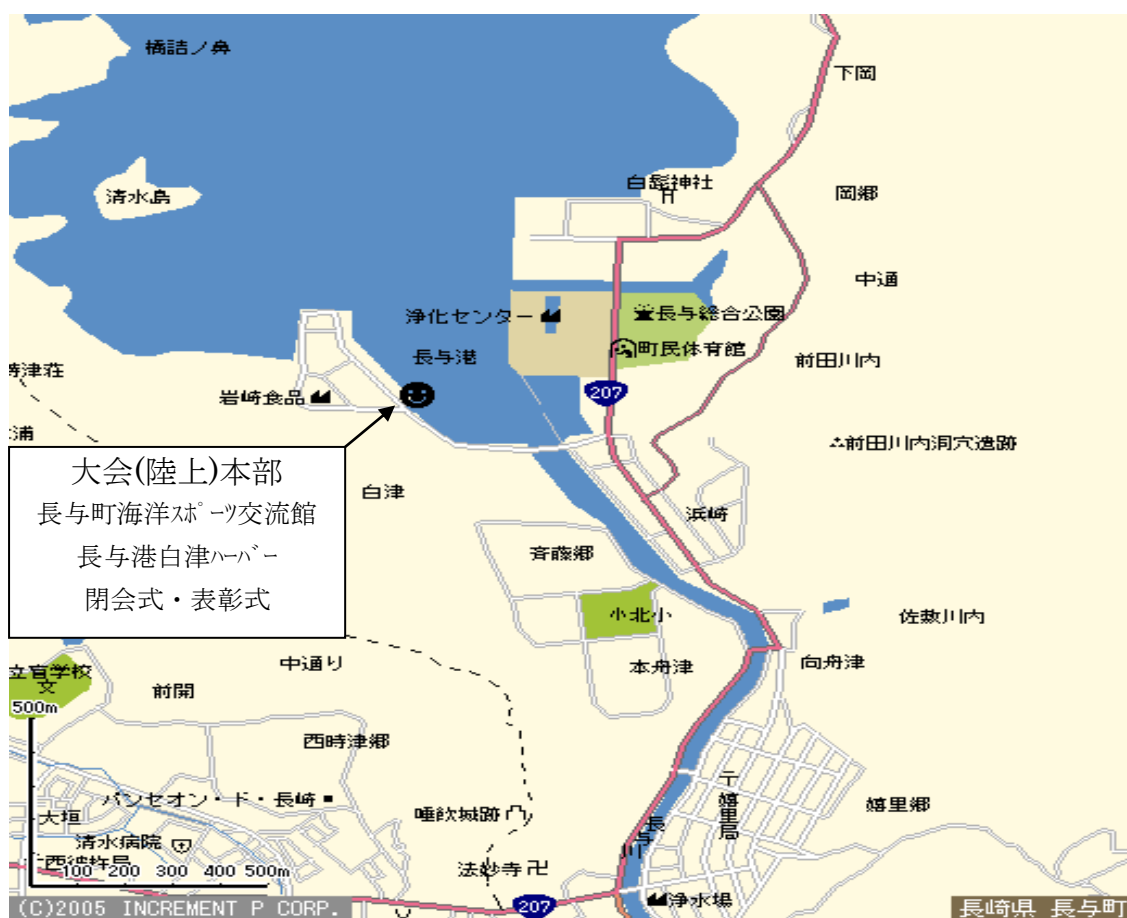 橋詰ノ鼻
下岡
白髭神社
清水島
岡郷
中通
浄化センター
長与総合公園
長与港
町民体育館
前田川内
時津荘
岩崎食品
207
浦
前田川内洞穴遺跡
大会(陸上)本部
長与町海洋ｽﾎﾟｰﾂ交流館
長与港白津ﾊｰﾊﾞｰ
閉会式・表彰式
白津
浜崎
斉藤郷
小北小
佐敷川内
中通り
立盲学校
文
本舟津
向舟津
前開
500m
西時津郷
パンセオン・ド・長崎
大垣
唾飲城跡
嬉里局
嬉里郷
清水病院
長与川
西彼杵局
法妙寺
100 200 300 400 500m
207
浄水場
(C)2005 INCREMENT P CORP.
長崎県 長与町